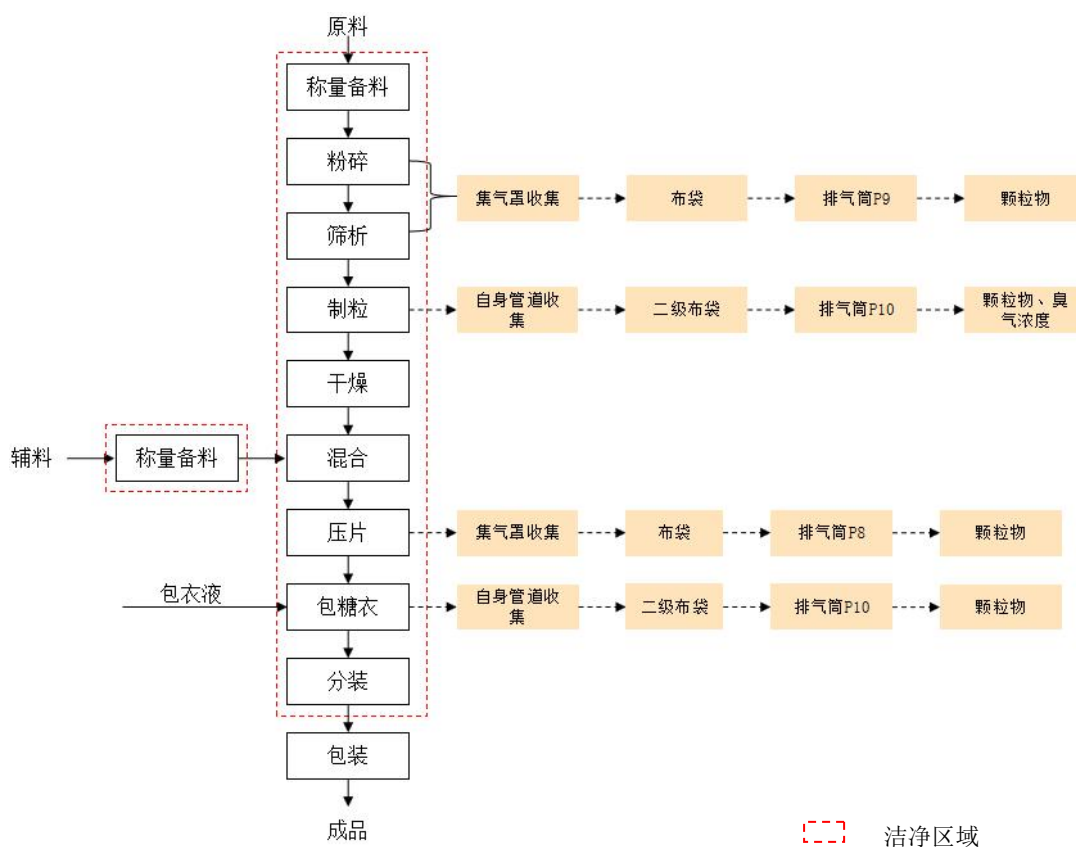 原料
称量备料
粉碎
集气罩收集
布袋
排气筒P9
颗粒物
筛析
制粒
自身管道收
集
二级布袋
排气筒P10
颗粒物、臭
气浓度
干燥
辅料
称量备料
混合
压片
集气罩收集
布袋
排气筒P8
颗粒物
包衣液
包糖衣
自身管道收
集
二级布袋
排气筒P10
颗粒物
分装
包装
成品
洁净区域